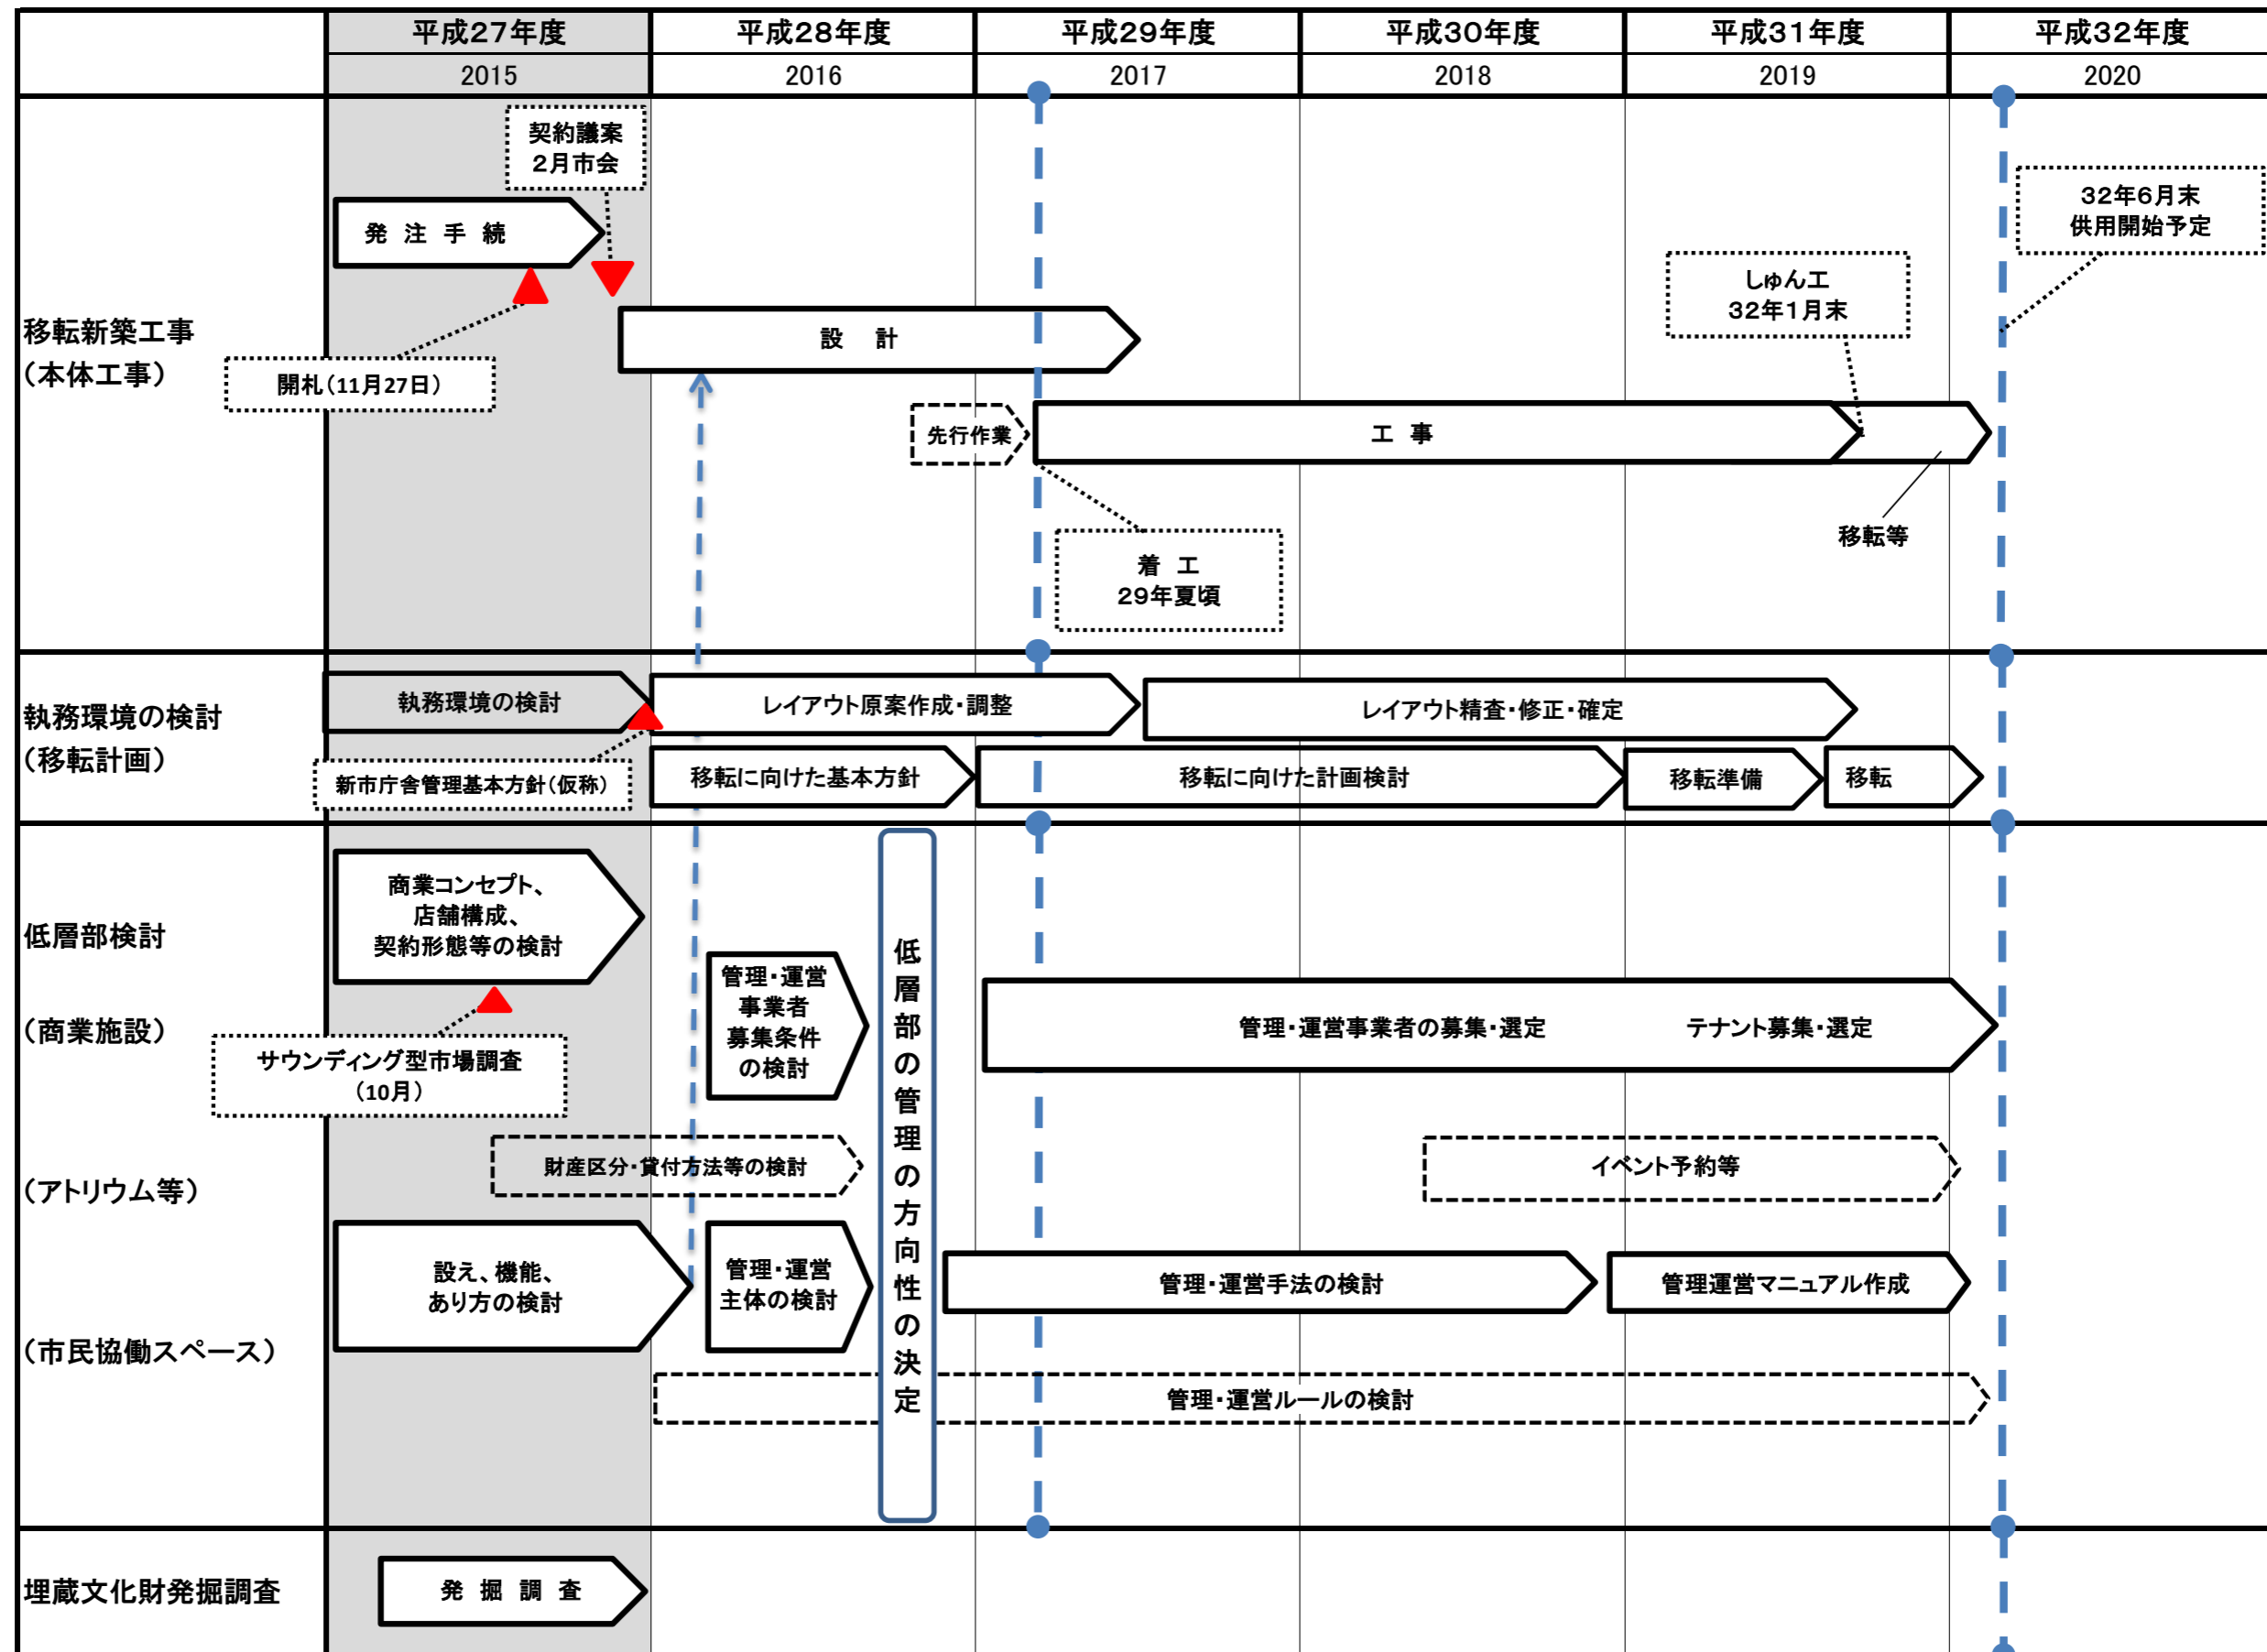 平成27年度
平成28年度
平成29年度
平成30年度
平成31年度
平成32年度
2015
2016
2017
2018
2019
2020
移転新築工事
（本体工事）
契約議案
2月市会
発 注 手 続
開札（11月27日）
設 計
先行作業
工 事
着 工
29年夏頃
しゅん工
32年1月末
移転等
32年6月末
供用開始予定
執務環境の検討
（移転計画）
執務環境の検討
レイアウト原案作成・調整
レイアウト精査・修正・確定
新市庁舎管理基本方針（仮称）
移転に向けた基本方針
移転に向けた計画検討
移転準備
移転
低層部検討
（商業施設）
（アトリウム等）
（市民協働スペース）
商業コンセプト、
店舗構成、
契約形態等の検討
サウンディング型市場調査
（10月）
管理・運営
事業者
募集条件
の検討
低層部の管理の方向性の決定
管理・運営事業者の募集・選定
テナント募集・選定
財産区分・貸付方法等の検討
イベント予約等
設え、機能、
あり方の検討
管理・運営
主体の検討
管理・運営手法の検討
管理運営マニュアル作成
管理・運営ルールの検討
埋蔵文化財発掘調査
発 掘 調 査